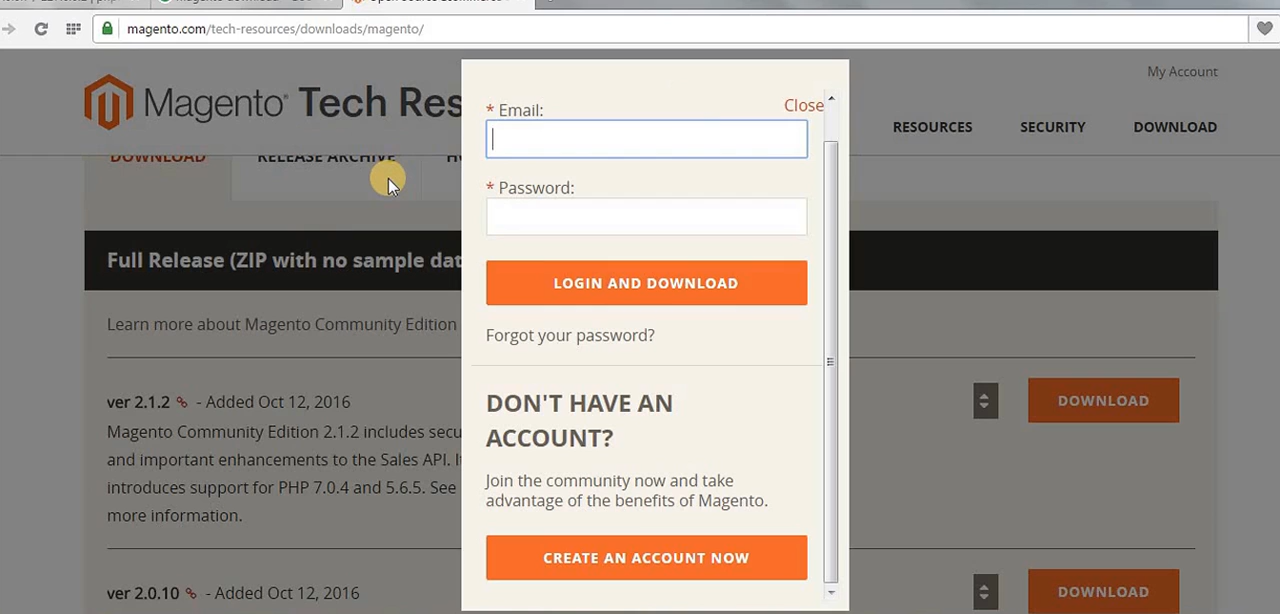 magento.com/tech-resources/downloads/magento/
My Account
Magento® Tech Res
RESOURCES
SECURITY
DOWNLOAD
DOWNLOAD
RELEASE ARCHIVE
Close
* Email:
* Password:
LOGIN AND DOWNLOAD
Forgot your password?
DON'T HAVE AN
ACCOUNT?
Join the community now and take
advantage of the benefits of Magento.
CREATE AN ACCOUNT NOW
Full Release (ZIP with no sample dat
Learn more about Magento Community Edition
ver 2.1.2 - Added Oct 12, 2016
DOWNLOAD
Magento Community Edition 2.1.2 includes secu
and important enhancements to the Sales API. It
introduces support for PHP 7.0.4 and 5.6.5. See
more information.
ver 2.0.10 - Added Oct 12, 2016
DOWNLOAD